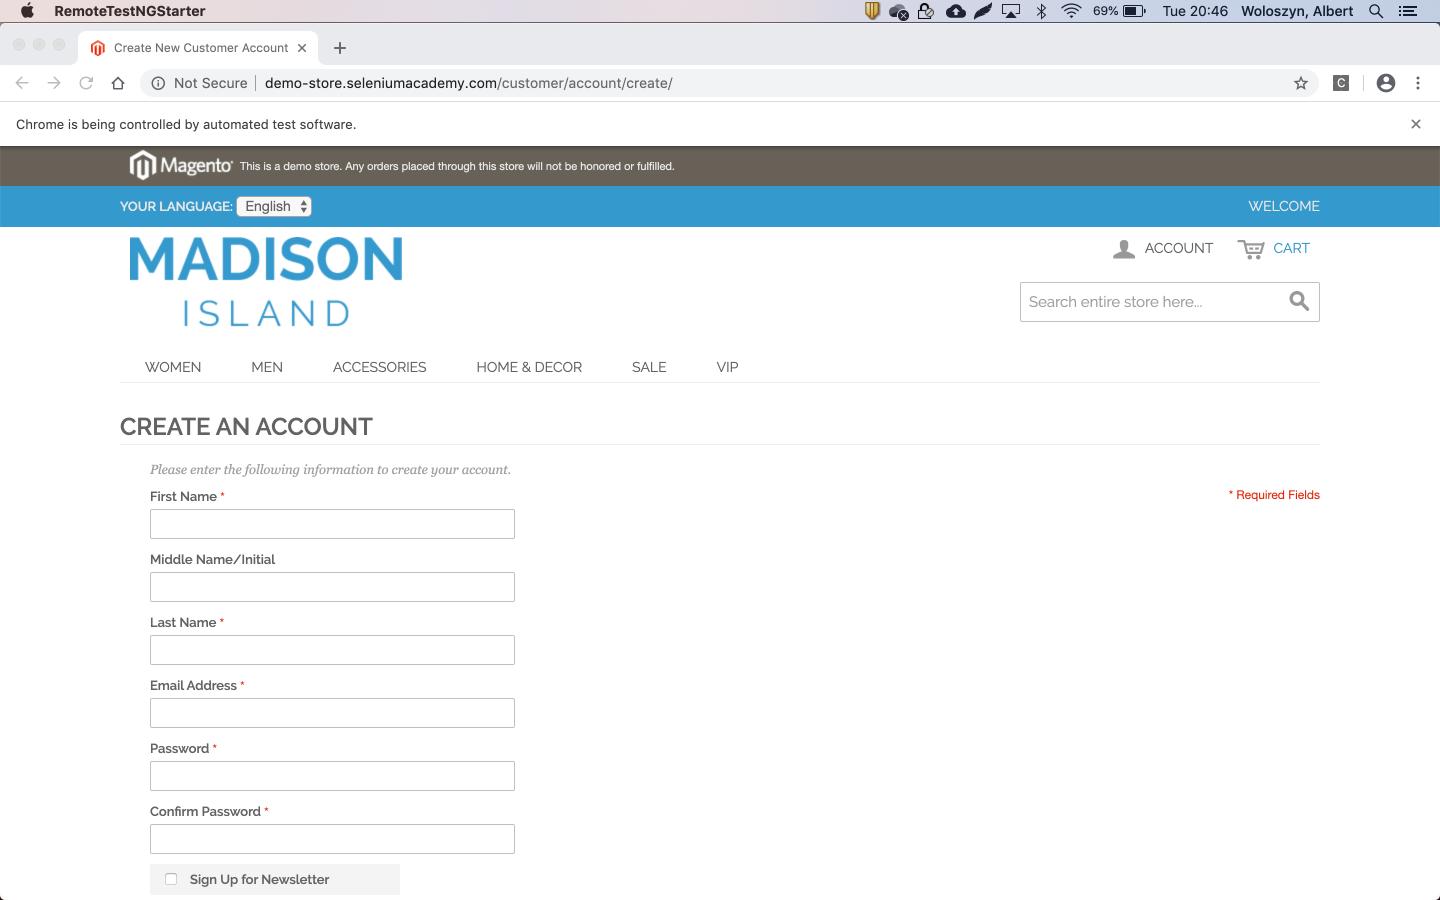 RemoteTestNGStarter
69%
Tue 20:46
Woloszyn, Albert
Create New Customer Account
Not Secure
demo-store.seleniumacademy.com/customer/account/create/
C
Chrome is being controlled by automated test software.
Magento
This is a demo store. Any orders placed through this store will not be honored or fulfilled.
YOUR LANGUAGE: English
WELCOME
MADISON
ISLAND
ACCOUNT
CART
Search entire store here...
WOMEN
MEN
ACCESSORIES
HOME & DECOR
SALE
VIP
CREATE AN ACCOUNT
Please enter the following information to create your account.
* Required Fields
First Name *
Middle Name/Initial
Last Name *
Email Address *
Password *
Confirm Password *
Sign Up for Newsletter